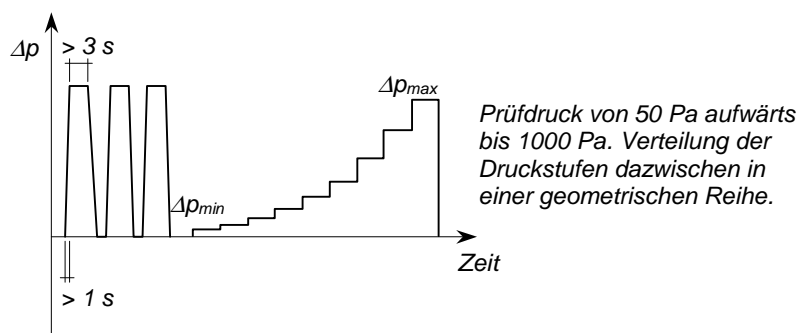 Δp
> 3 s
Δpmax
Prüfdruck von 50 Pa aufwärts
bis 1000 Pa. Verteilung der
Druckstufen dazwischen in
einer geometrischen Reihe.
Δpmin
Zeit
> 1 s